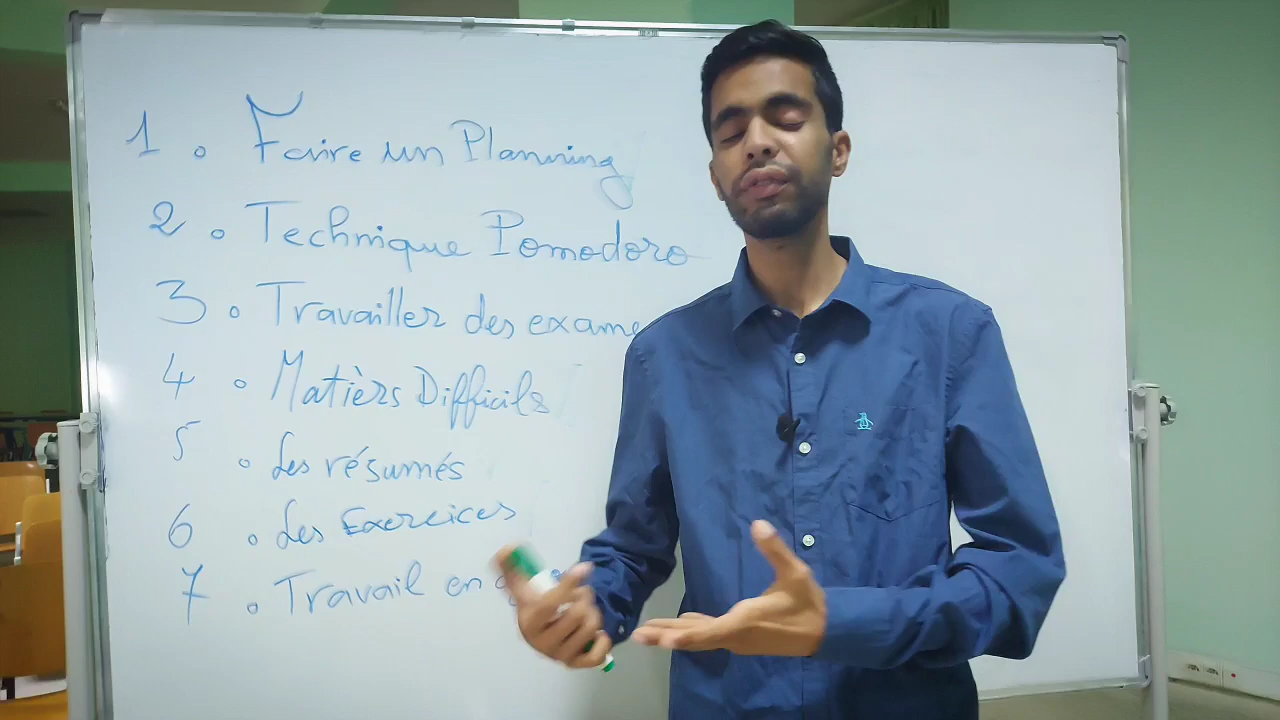 1. Faire un Planning
2. Technique Pomodoro
3. Travailler des exame
4. Matièrs Difficils
5. Les résumés
6. Les Exercices
7. Travail en